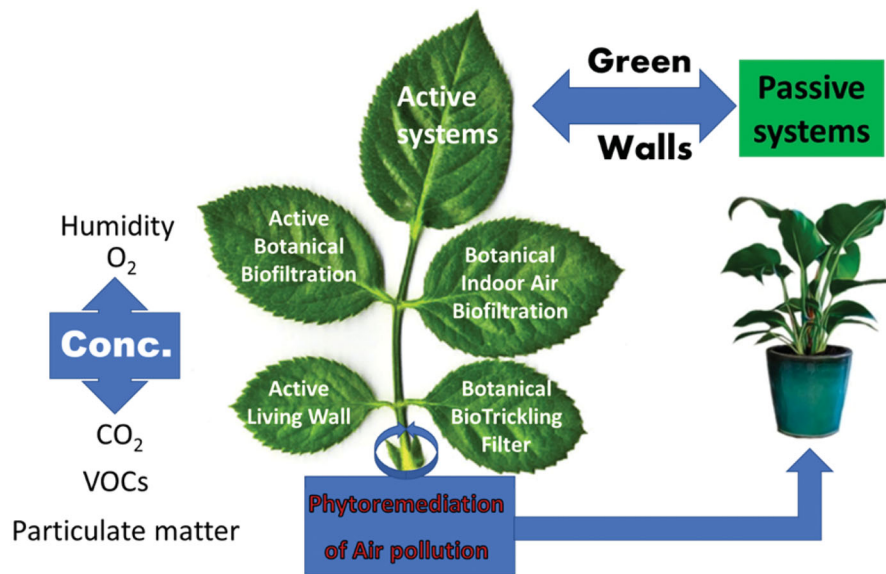 Green
Walls
Passive
systems
Active
systems
Active
Botanical
Biofiltration
Botanical
Indoor Air
Biofiltration
Humidity
O₂
Conc.
CO₂
VOCs
Particulate matter
Active
Living Wall
Botanical
BioTrickling
Filter
Phytoremediation
of Air pollution